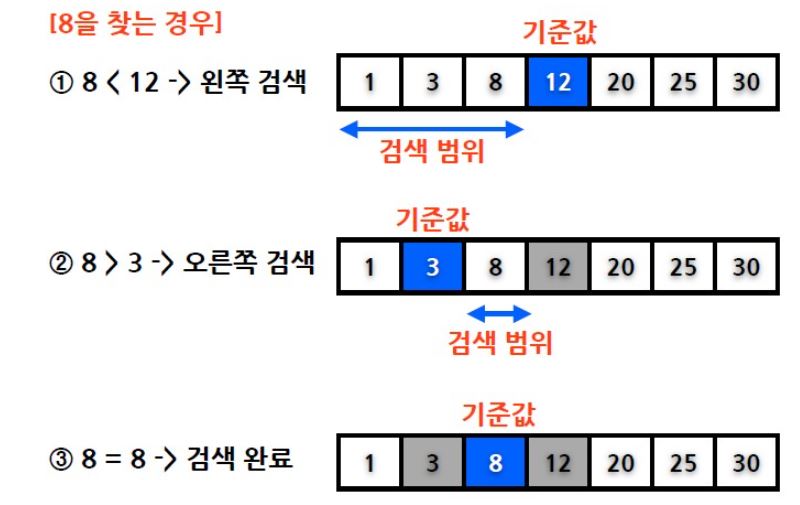 [8을 찾는 경우]
기준값
① 8 < 12 -> 왼쪽 검색
1 3 8 12 20 25 30
검색 범위
기준값
② 8 > 3 -> 오른쪽 검색
1 3 8 12 20 25 30
검색 범위
기준값
③ 8 = 8 -> 검색 완료
1 3 8 12 20 25 30